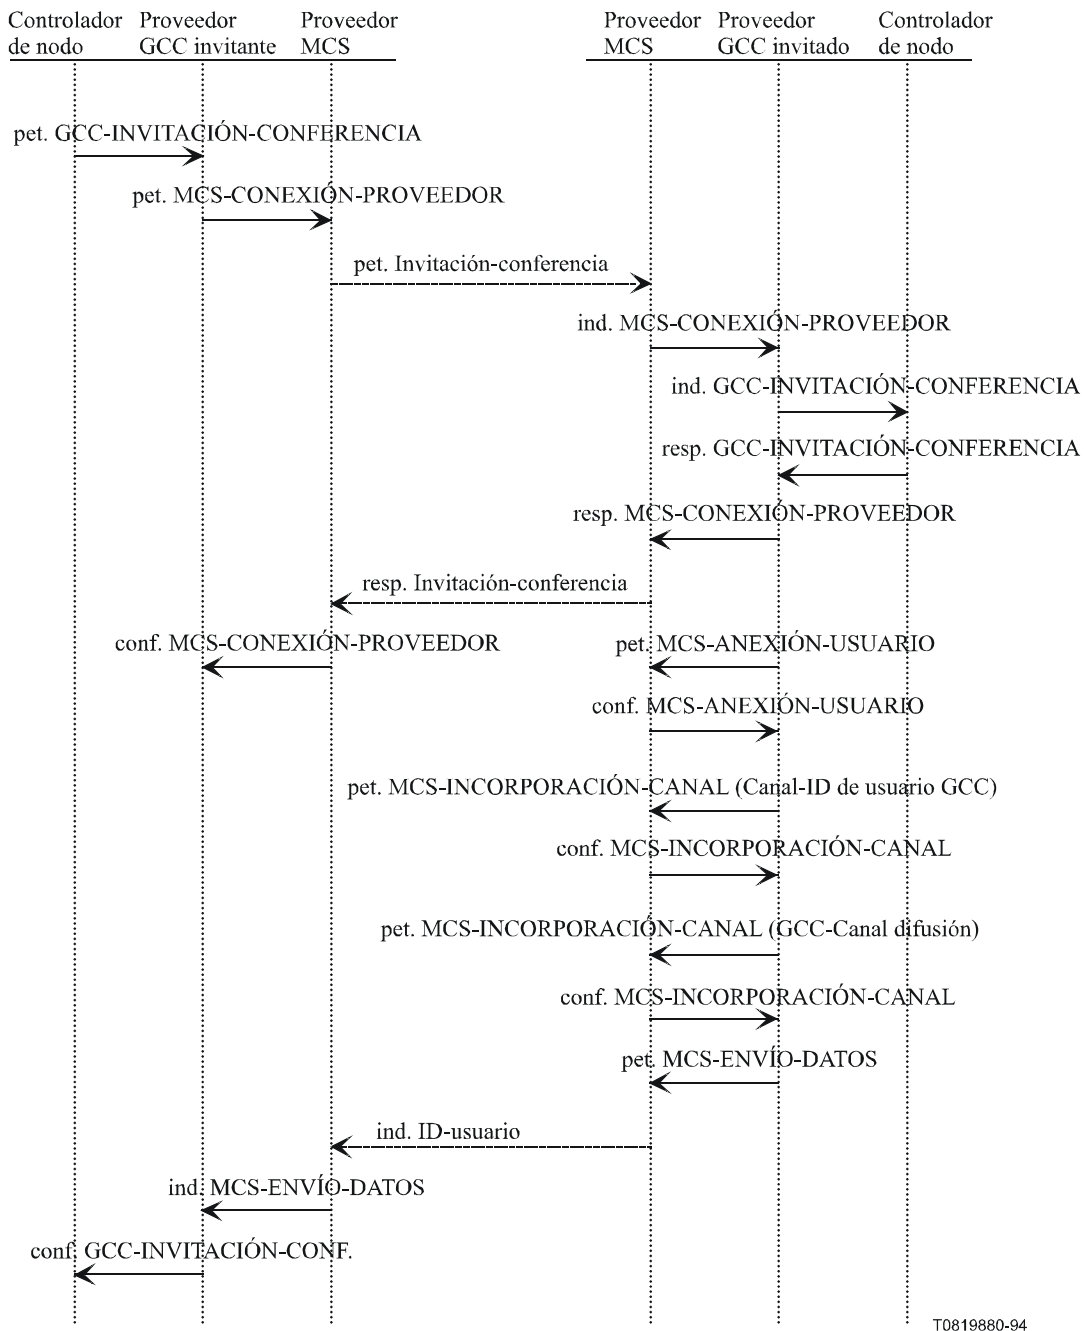 Controlador Proveedor Proveedor Proveedor Proveedor Controlador
de nodo GCC invitante MCS MCS GCC invitado de nodo
pet. GCC-INVITACIÓN-CONFERENCIA
pet. MCS-CONEXIÓN-PROVEEDOR
pet. Invitación-conferencia
ind. MCS-CONEXIÓN-PROVEEDOR
ind. GCC-INVITACIÓN-CONFERENCIA
resp. GCC-INVITACIÓN-CONFERENCIA
resp. MCS-CONEXIÓN-PROVEEDOR
resp. Invitación-conferencia
conf. MCS-CONEXIÓN-PROVEEDOR pet. MCS-ANEXIÓN-USUARIO
conf. MCS-ANEXIÓN-USUARIO
pet. MCS-INCORPORACIÓN-CANAL (Canal-ID de usuario GCC)
conf. MCS-INCORPORACIÓN-CANAL
pet. MCS-INCORPORACIÓN-CANAL (GCC-Canal difusión)
conf. MCS-INCORPORACIÓN-CANAL
pet. MCS-ENVÍO-DATOS
ind. ID-usuario
ind. MCS-ENVÍO-DATOS
conf. GCC-INVITACIÓN-CONF.
T0819880-94